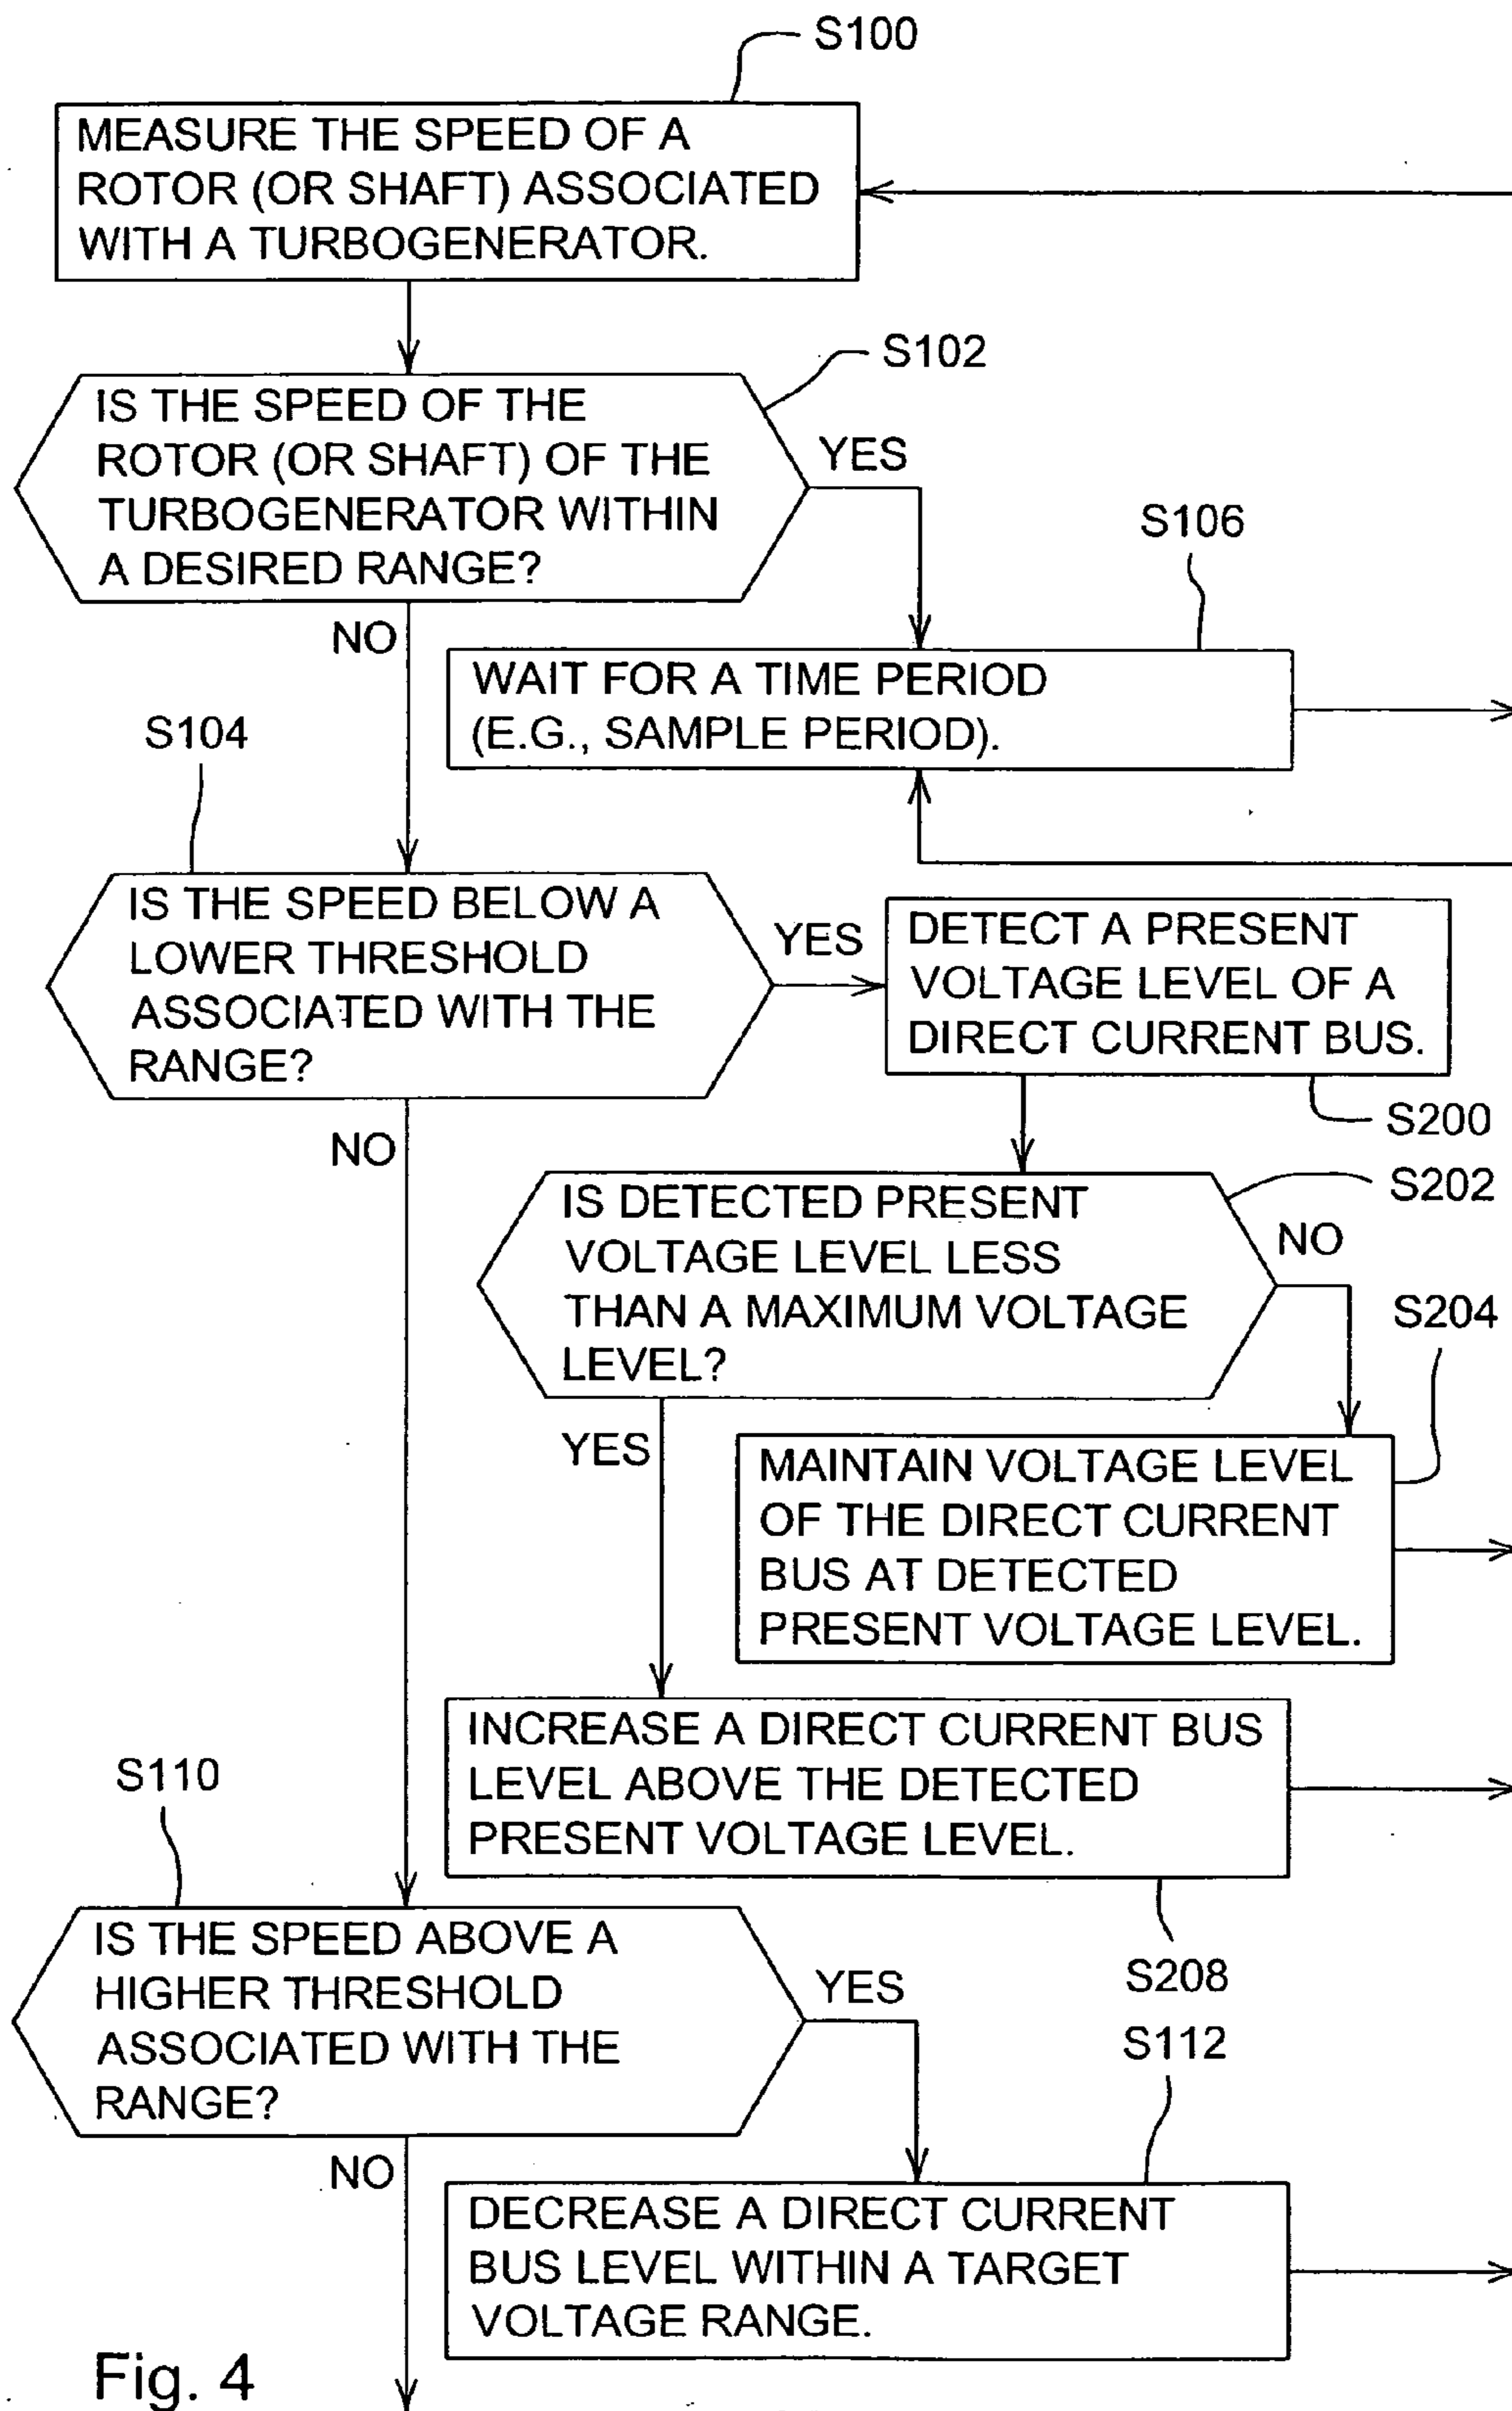 S100
MEASURE THE SPEED OF A
ROTOR (OR SHAFT) ASSOCIATED
WITH A TURBOGENERATOR.
S102
IS THE SPEED OF THE
ROTOR (OR SHAFT) OF THE
TURBOGENERATOR WITHIN
A DESIRED RANGE?
YES
NO
S106
WAIT FOR A TIME PERIOD
(E.G., SAMPLE PERIOD).
S104
IS THE SPEED BELOW A
LOWER THRESHOLD
ASSOCIATED WITH THE
RANGE?
YES
NO
DETECT A PRESENT
VOLTAGE LEVEL OF A
DIRECT CURRENT BUS.
S200
S202
IS DETECTED PRESENT
VOLTAGE LEVEL LESS
THAN A MAXIMUM VOLTAGE
LEVEL?
NO
YES
S204
MAINTAIN VOLTAGE LEVEL
OF THE DIRECT CURRENT
BUS AT DETECTED
PRESENT VOLTAGE LEVEL.
INCREASE A DIRECT CURRENT BUS
LEVEL ABOVE THE DETECTED
PRESENT VOLTAGE LEVEL.
S208
S110
IS THE SPEED ABOVE A
HIGHER THRESHOLD
ASSOCIATED WITH THE
RANGE?
YES
NO
S112
DECREASE A DIRECT CURRENT
BUS LEVEL WITHIN A TARGET
VOLTAGE RANGE.
Fig. 4